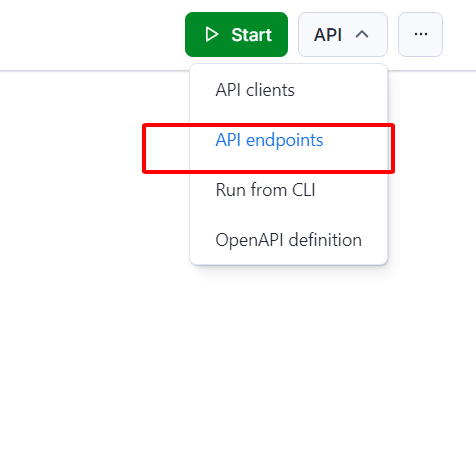 Start
API
...
API clients
API endpoints
Run from CLI
OpenAPI definition